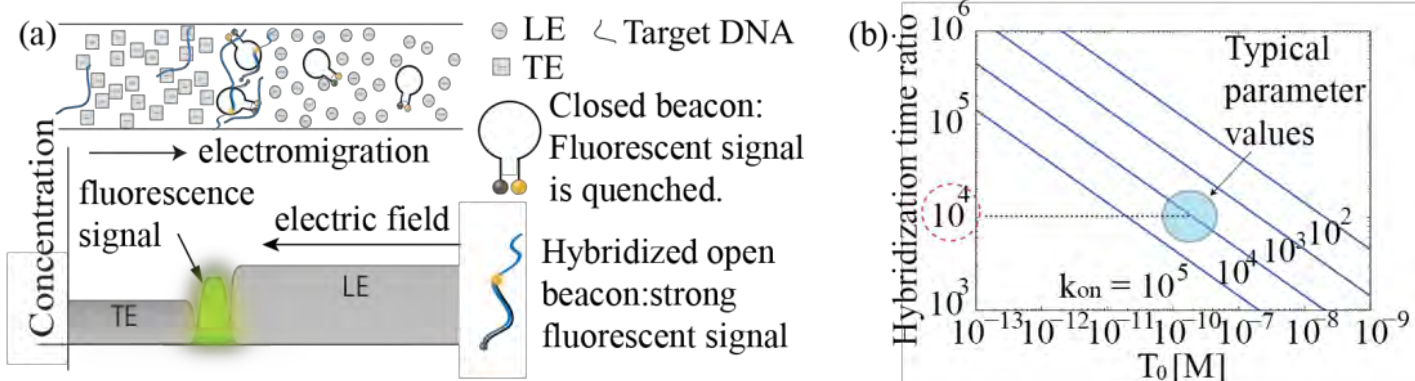 (a)
LE
Target DNA
TE
electromigration
Closed beacon:
Fluorescent signal
is quenched.
Concentration
fluorescence
signal
electric field
TE
LE
Hybridized open
beacon:strong
fluorescent signal
(b)
Hybridization time ratio
10^6
10^5
10^4
10^3
Typical
parameter
values
k_on = 10^5
10^4
10^3
10^2
10^-13
10^-12
10^-11
10^-10
10^-7
10^-8
10^-9
T_0 [M]